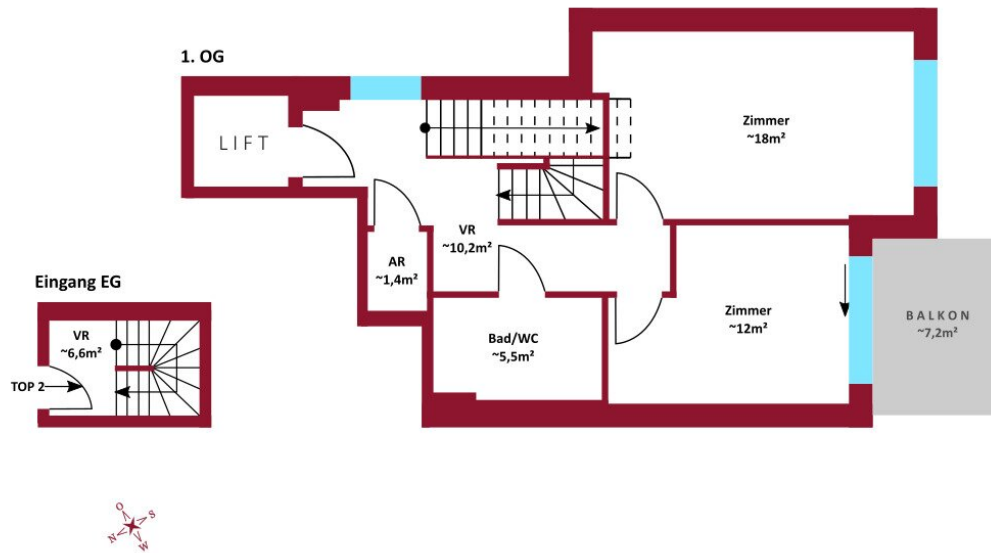 1. OG
LIFT
Zimmer
~18m²
VR
~10,2m²
AR
~1,4m²
Eingang EG
VR
~6,6m²
TOP 2
Bad/WC
~5,5m²
Zimmer
~12m²
BALKON
~7,2m²
O
S
N
W